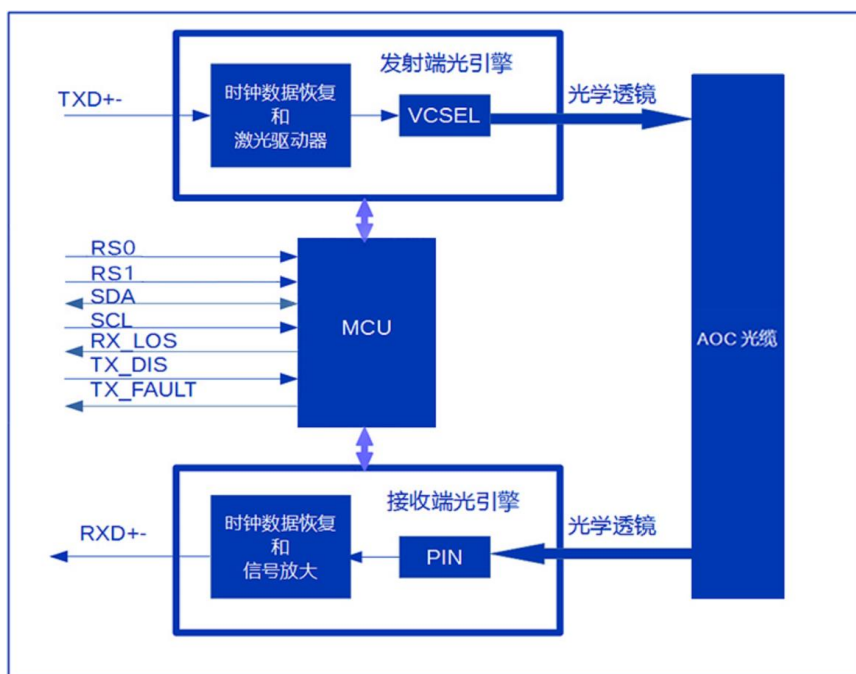 发射端光引擎
TXD+-
时钟数据恢复
和
激光驱动器
VCSEL
光学透镜
RS0
RS1
SDA
SCL
RX_LOS
TX_DIS
TX_FAULT
MCU
AOC 光缆
接收端光引擎
RXD+-
时钟数据恢复
和
信号放大
PIN
光学透镜